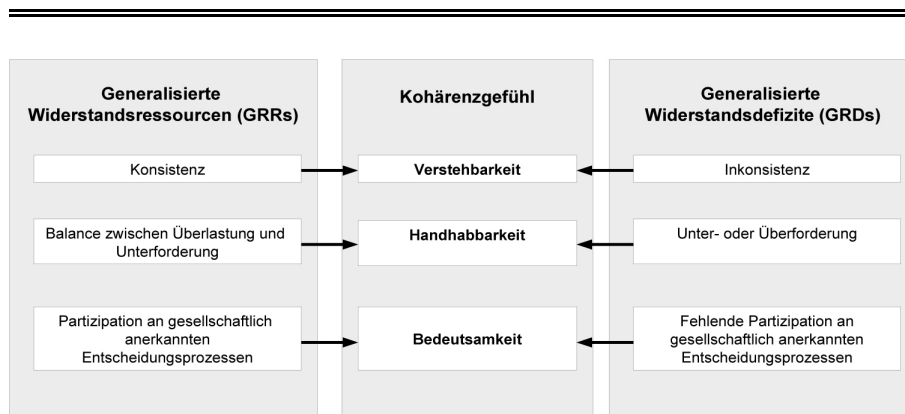 Generalisierte
Widerstandsressourcen (GRRs)
Kohärenzgefühl
Generalisierte
Widerstandsdefizite (GRDs)
Konsistenz
Verstehbarkeit
Inkonsistenz
Balance zwischen Überlastung und
Unterforderung
Handhabbarkeit
Unter- oder Überforderung
Partizipation an gesellschaftlich
anerkannten
Entscheidungsprozessen
Bedeutsamkeit
Fehlende Partizipation an
gesellschaftlich anerkannten
Entscheidungsprozessen